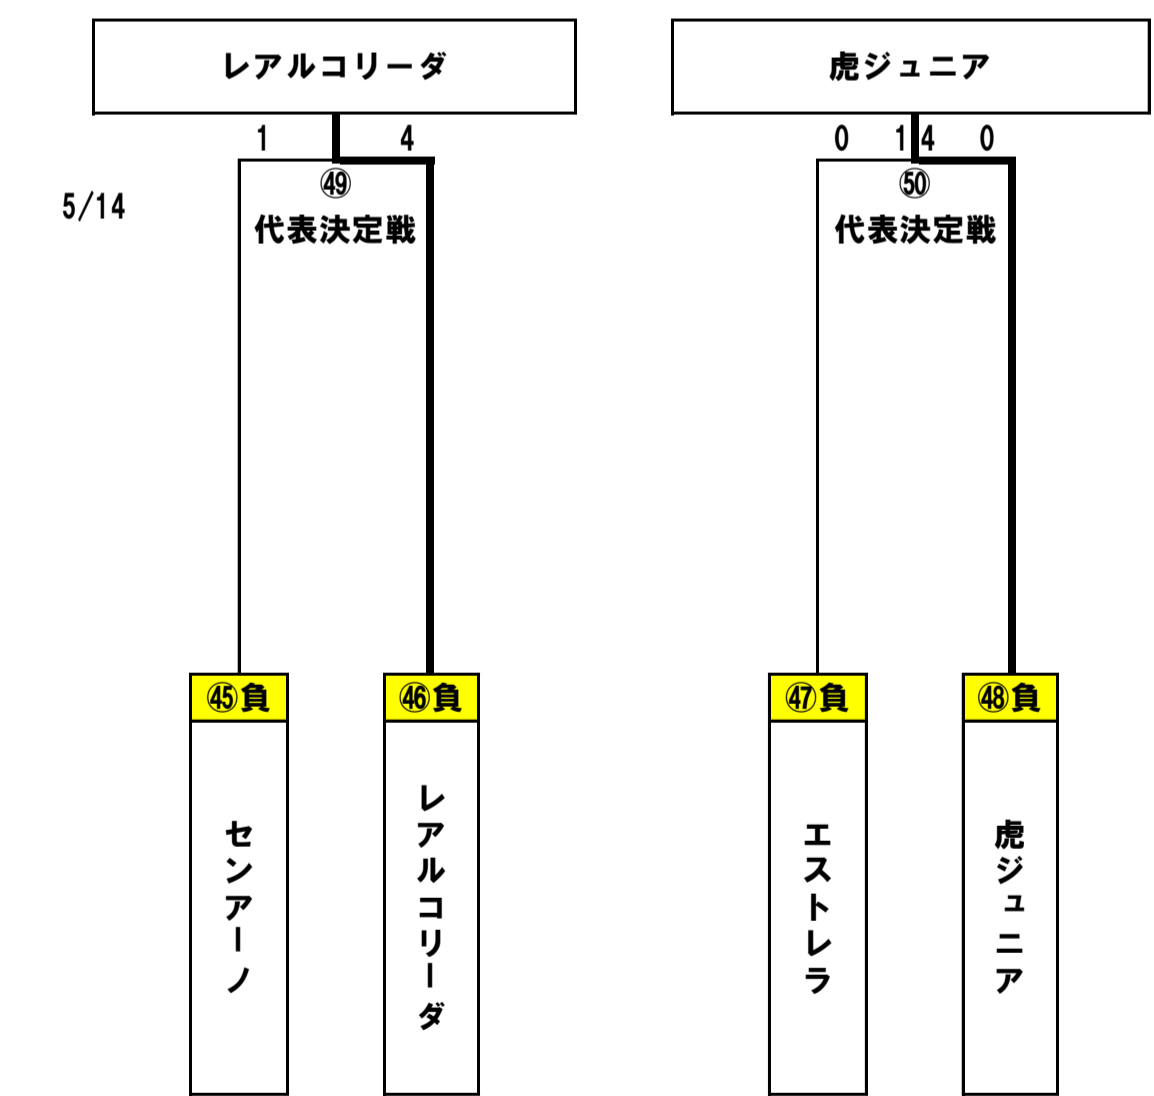 レアルコリーダ
虎ジュニア
1 4
0 1 4 0
㊾
㊿
5/14
代表決定戦
代表決定戦
㊺負
㊻負
㊼負
㊽負
センアーノ
レアルコリーダ
エストレラ
虎ジュニア